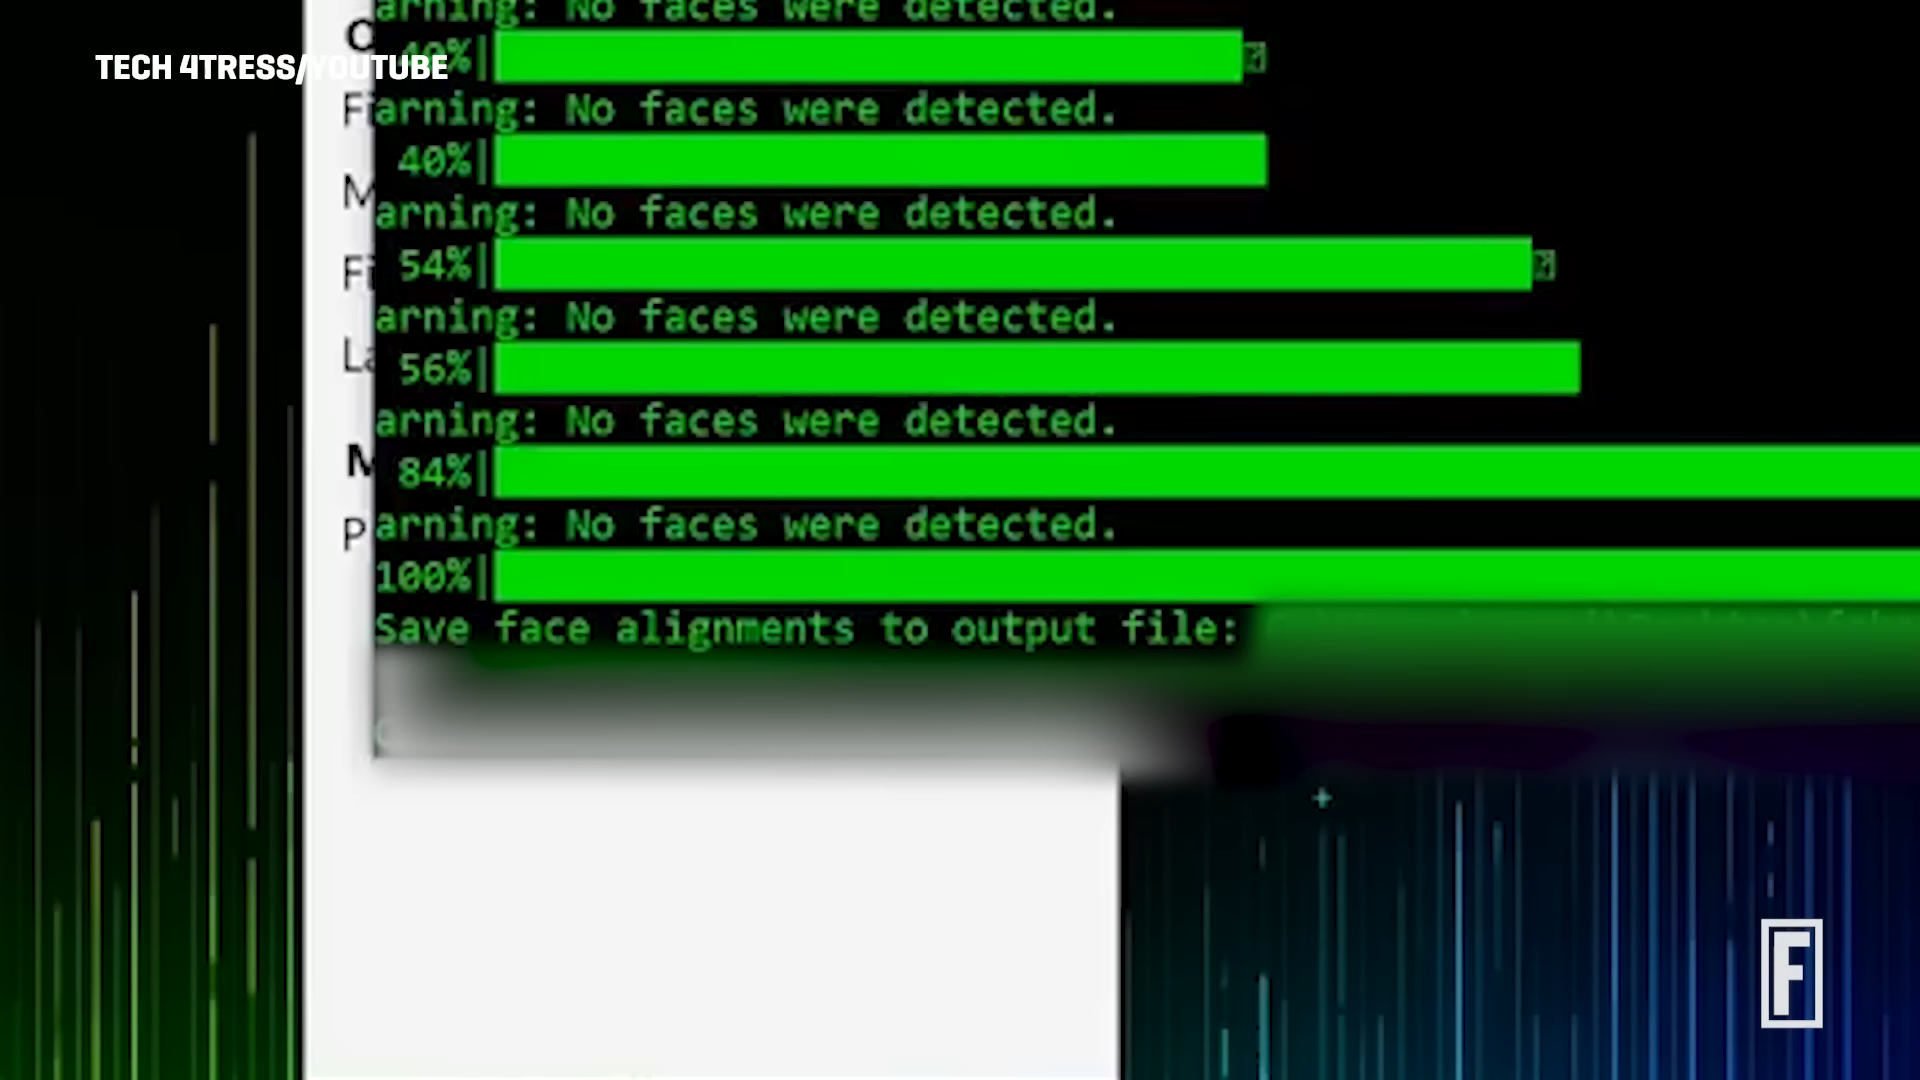 arning: No faces were detected.
TECH 4TRESS/YOUTUBE
40%|
arning: No faces were detected.
40%|
arning: No faces were detected.
54%|
arning: No faces were detected.
56%|
arning: No faces were detected.
84%|
arning: No faces were detected.
100%|
Save face alignments to output file:
F